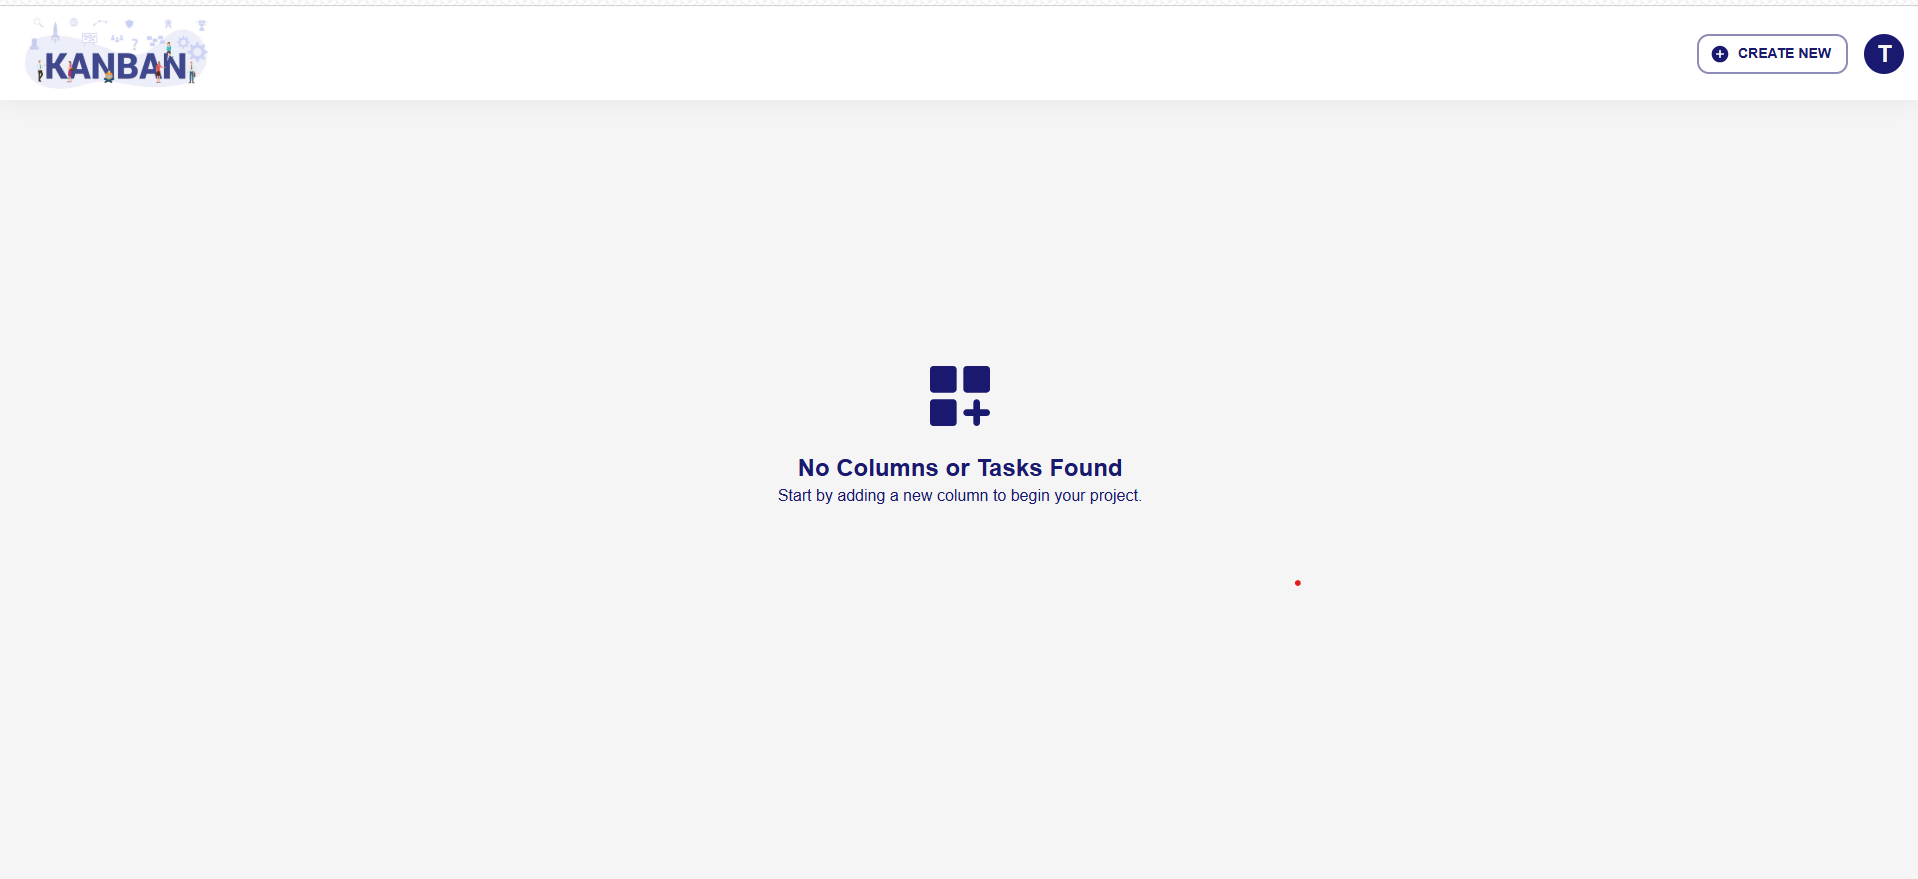 KANBAN
CREATE NEW
T
No Columns or Tasks Found
Start by adding a new column to begin your project.